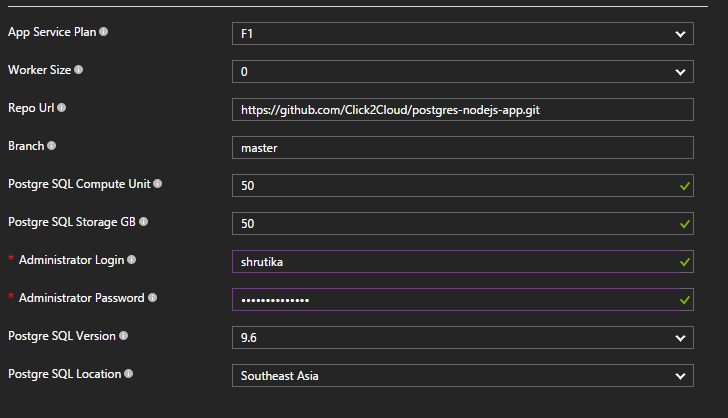 App Service Plan F1
Worker Size 0
Repo Url https://github.com/Click2Cloud/postgres-nodejs-app.git
Branch master
Postgre SQL Compute Unit 50
Postgre SQL Storage GB 50
* Administrator Login shrutika
* Administrator Password ••••••••••••••
Postgre SQL Version 9.6
Postgre SQL Location Southeast Asia